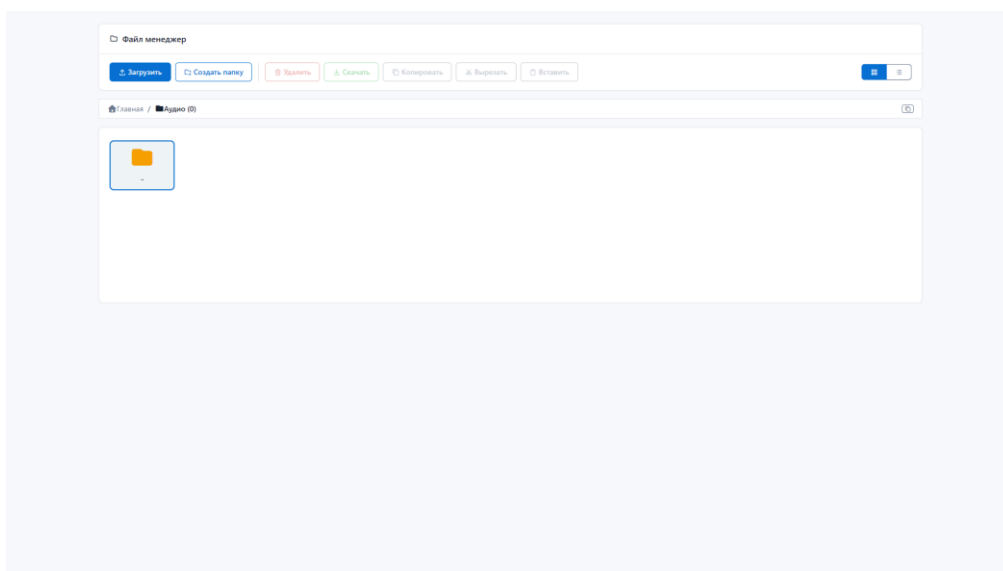 Файл менеджер
Загрузить Создать папку Удалить Скачать Копировать Вырезать Вставить
Главная / Аудио (0)
..